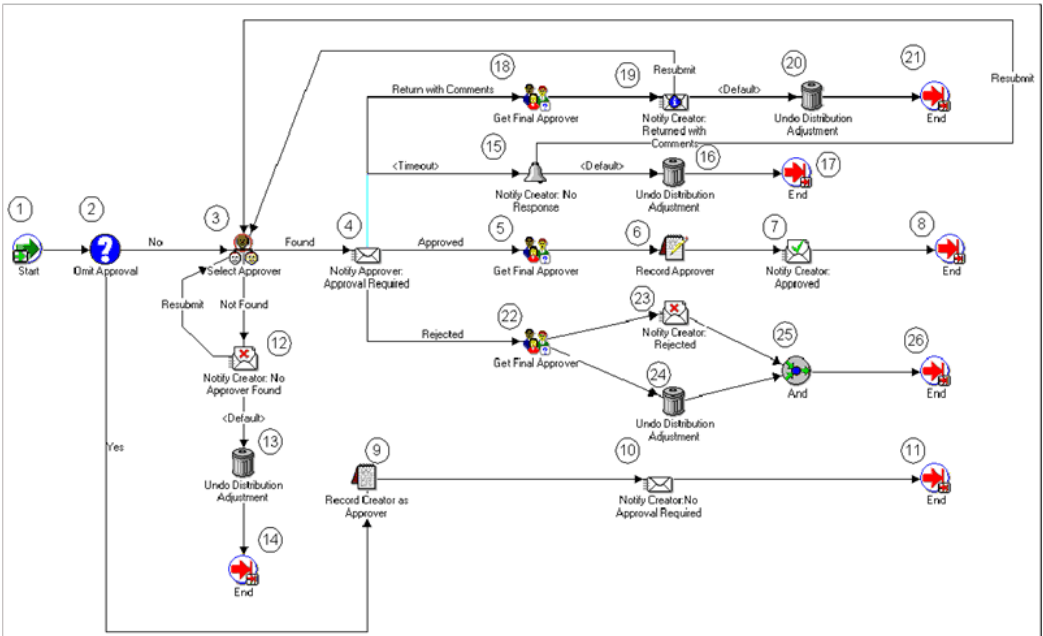 Resubmit
18
19
20
21
Resubmit
Return with Comments
<Default>
Get Final Approver
Notify Creator:
Returned with
Comments
Undo Distribution
Adjustment
End
15
16
17
<Timeout>
<Default>
Notify Creator: No
Response
Undo Distribution
Adjustment
End
1
2
3
4
5
6
7
8
No
Found
Approved
Start
Omit Approval
Select Approver
Notify Approver:
Approval Required
Get Final Approver
Record Approver
Notify Creator:
Approved
End
Resubmit
Not Found
12
Rejected
22
23
25
26
Notify Creator: No
Approver Found
Get Final Approver
Notify Creator:
Rejected
24
And
End
<Default>
13
Undo Distribution
Adjustment
Yes
9
10
11
Undo Distribution
Adjustment
Record Creator as
Approver
Notify Creator:No
Approval Required
End
14
End